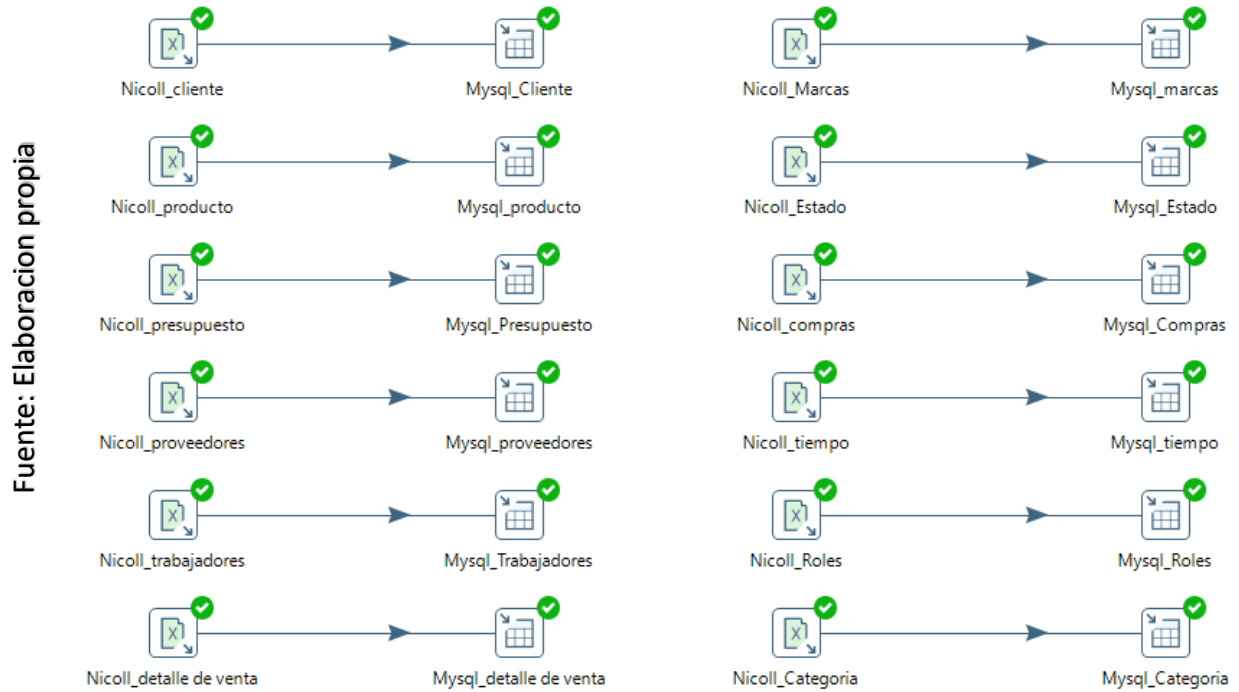 Fuente: Elaboracion propia
Nicoll_cliente
Mysql_Cliente
Nicoll_Marcas
Mysql_marcas
Nicoll_producto
Mysql_producto
Nicoll_Estado
Mysql_Estado
Nicoll_presupuesto
Mysql_Presupuesto
Nicoll_compras
Mysql_Compras
Nicoll_proveedores
Mysql_proveedores
Nicoll_tiempo
Mysql_tiempo
Nicoll_trabajadores
Mysql_Trabajadores
Nicoll_Roles
Mysql_Roles
Nicoll_detalle de venta
Mysql_detalle de venta
Nicoll_Categoria
Mysql_Categoria